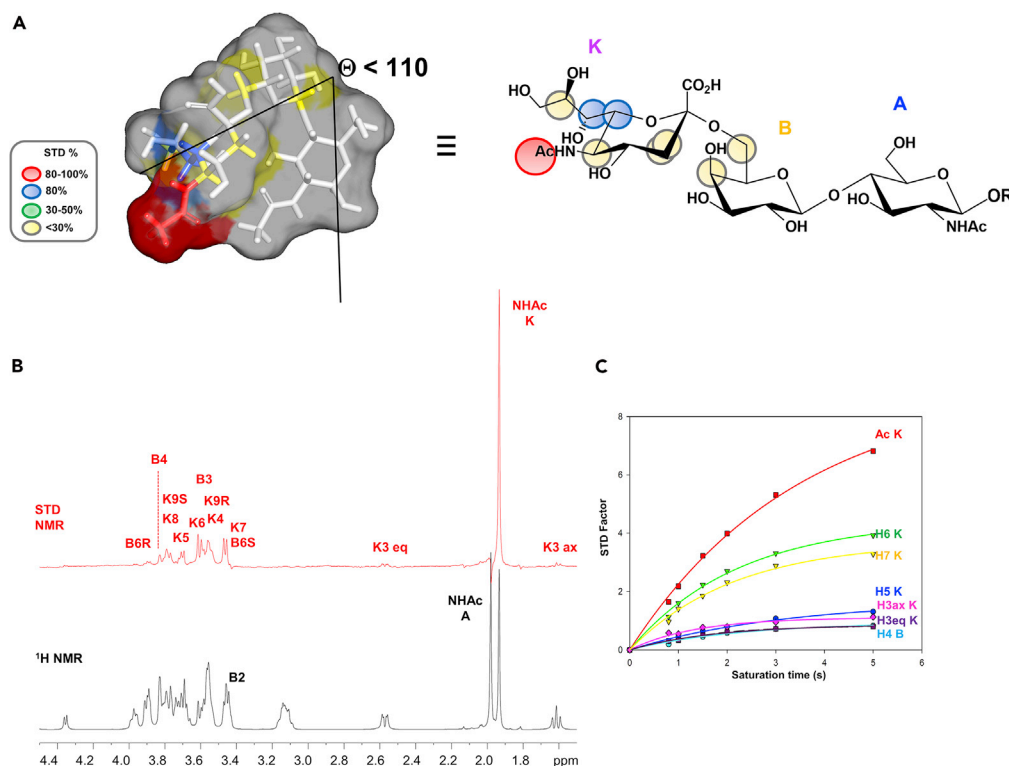 A
Θ < 110
STD %
80-100%
80%
30-50%
<30%
≡
K
A
B
OH
HO
CO₂H
HO
O
O
AcHN
HO
OH
O
HO
OH
O
OH
O
HO
O
NHAc
OR
B
NHAc
K
B4
B3
K9S
K9R
STD
NMR
K8
K6
K4
K7
B6R
K5
B6S
K3 eq
K3 ax
NHAc
A
¹H NMR
B2
4.4 4.2 4.0 3.8 3.6 3.4 3.2 3.0 2.8 2.6 2.4 2.2 2.0 1.8 ppm
C
STD Factor
8
6
4
2
0
Ac K
H6 K
H7 K
H5 K
H3ax K
H3eq K
H4 B
0 1 2 3 4 5 6
Saturation time (s)